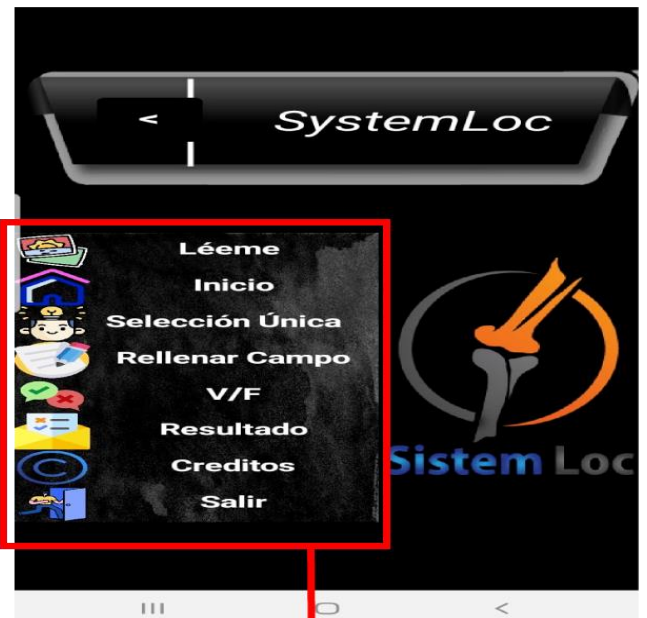 < SystemLoc
Léeme
Inicio
Selección Única
Rellenar Campo
V/F
Resultado
Creditos
Salir
Sistem Loc